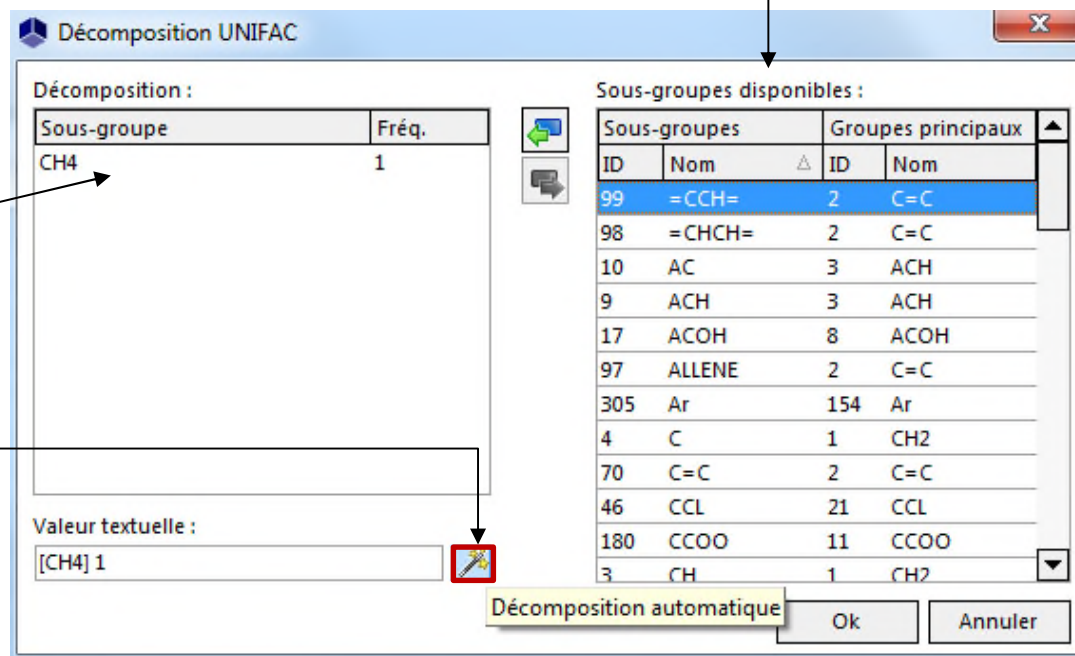 Décomposition UNIFAC
X
Décomposition :
Sous-groupe Fréq.
CH4 1
Valeur textuelle :
[CH4] 1
Décomposition automatique
Sous-groupes disponibles :
Sous-groupes Groupes principaux
ID Nom ID Nom
99 =CCH= 2 C=C
98 =CHCH= 2 C=C
10 AC 3 ACH
9 ACH 3 ACH
17 ACOH 8 ACOH
97 ALLENE 2 C=C
305 Ar 154 Ar
4 C 1 CH2
70 C=C 2 C=C
46 CCL 21 CCL
180 CCOO 11 CCOO
3 CH 1 CH2
Ok Annuler